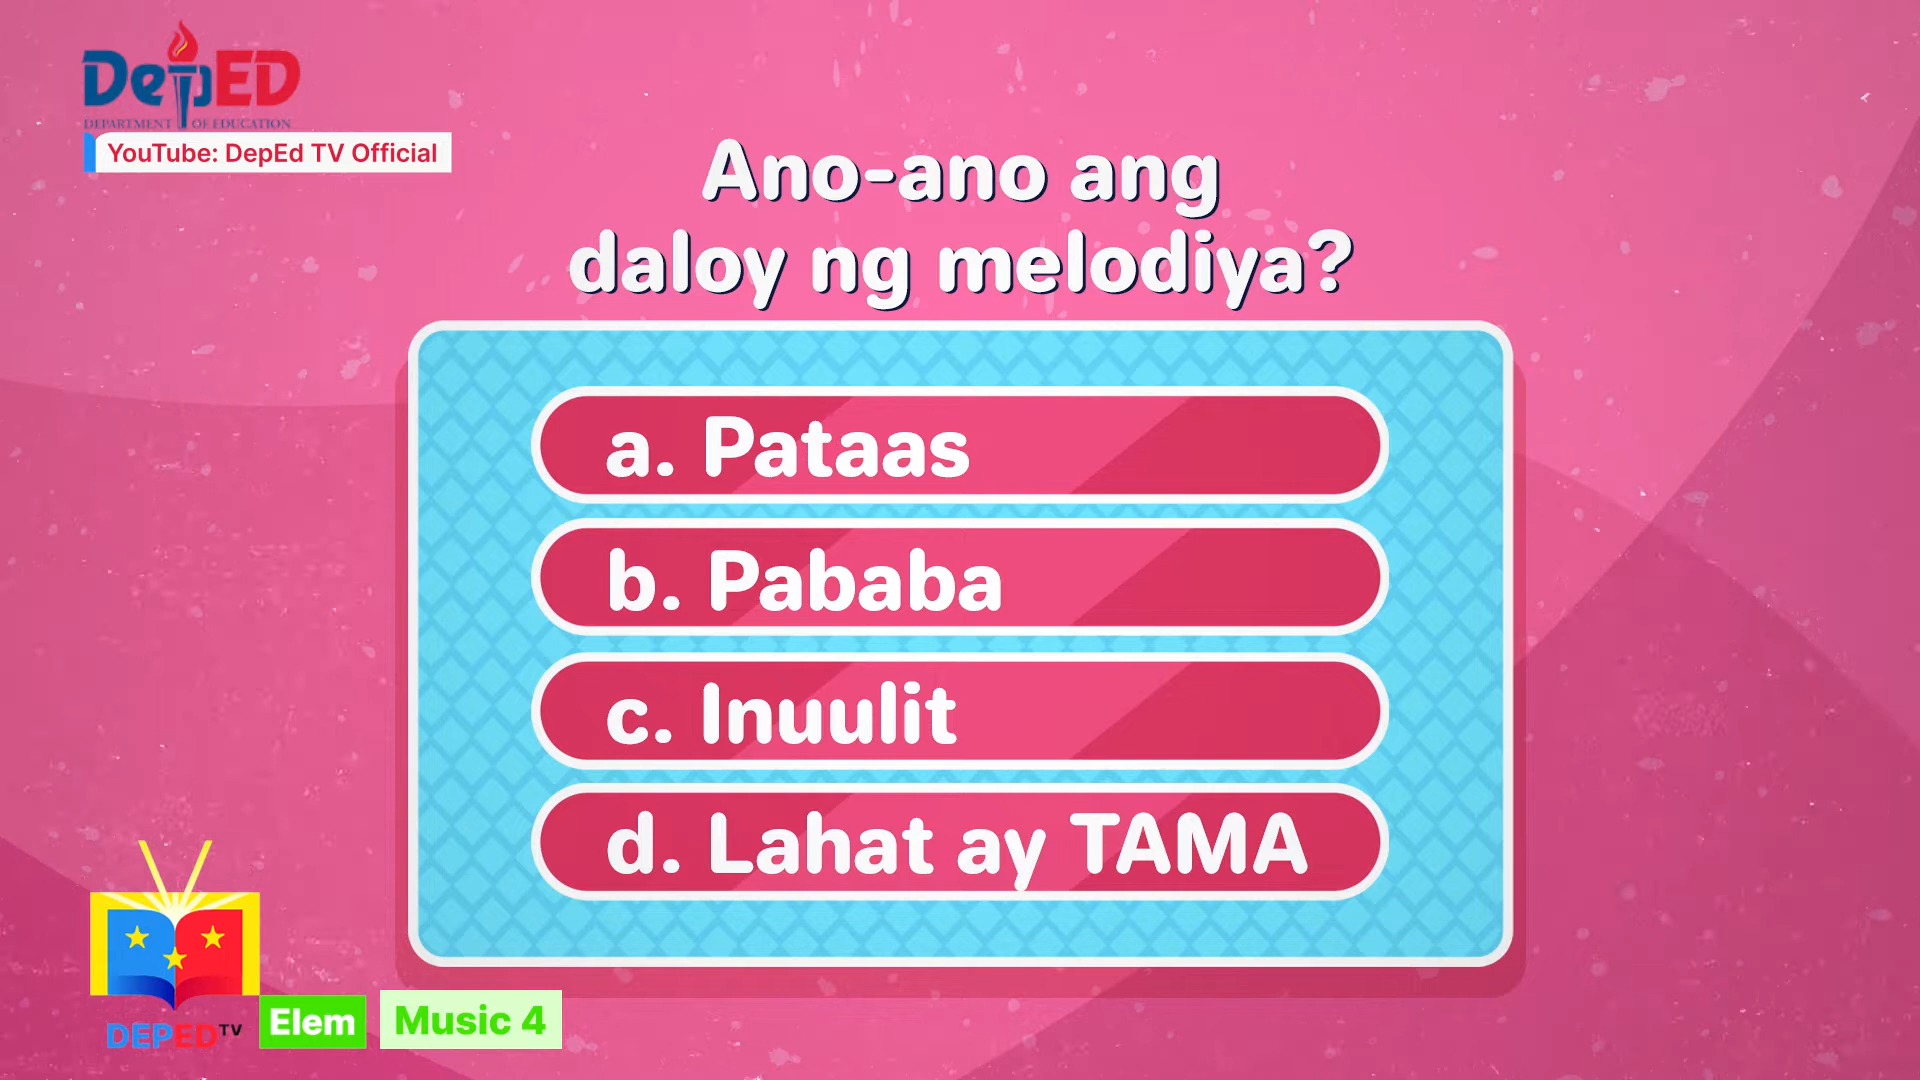 DepED
DEPARTMENT OF EDUCATION
YouTube: DepEd TV Official
Ano-ano ang
daloy ng melodiya?
a. Pataas
b. Pababa
c. Inuulit
d. Lahat ay TAMA
DEPED TV
Elem
Music 4